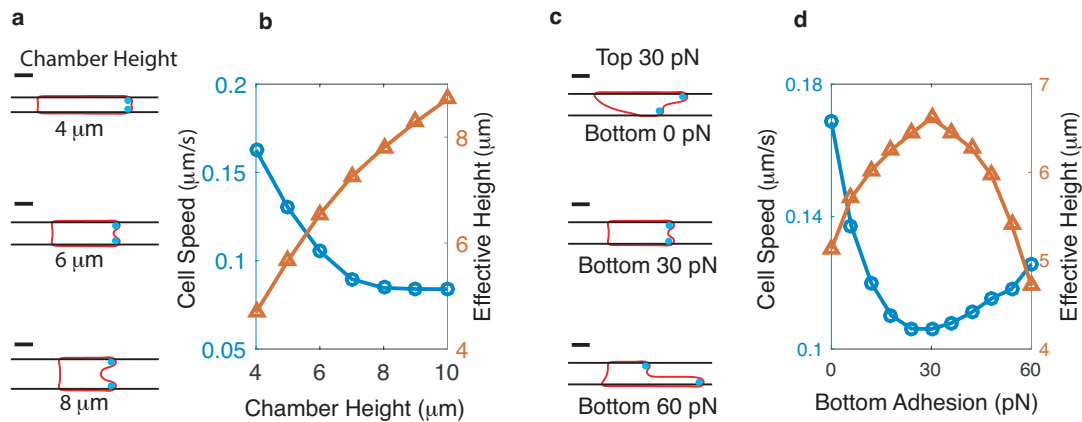 a
Chamber Height
4 μm
6 μm
8 μm
b
0.2
0.15
0.1
0.05
Cell Speed (μm/s)
8
6
4
Effective Height (μm)
4 6 8 10
Chamber Height (μm)
c
Top 30 pN
Bottom 0 pN
Bottom 30 pN
Bottom 60 pN
d
0.18
0.14
0.1
Cell Speed (μm/s)
7
6
5
4
Effective Height (μm)
0 30 60
Bottom Adhesion (pN)